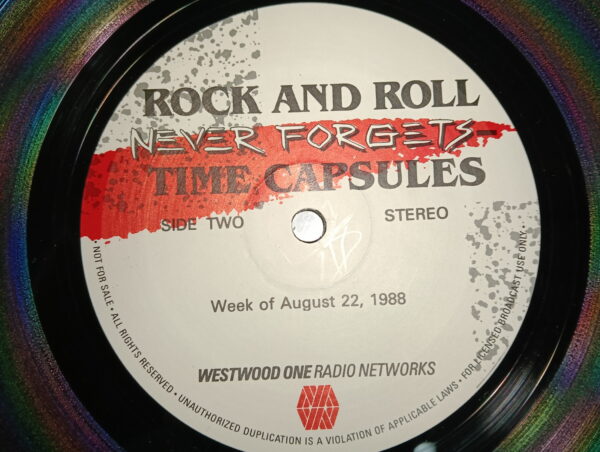 ROCK AND ROLL
NEVER FORGETS
TIME CAPSULES
SIDE TWO
STEREO
Week of August 22, 1988
WESTWOOD ONE RADIO NETWORKS
• NOT FOR SALE • ALL RIGHTS RESERVED • UNAUTHORIZED DUPLICATION IS A VIOLATION OF APPLICABLE LAWS • FOR LICENSED BROADCAST USE ONLY •